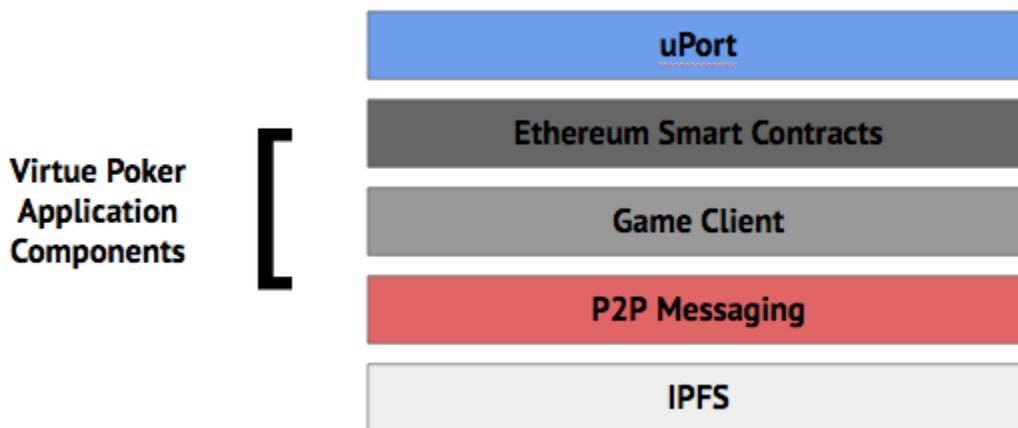 uPort
Ethereum Smart Contracts
Virtue Poker
Application
Components
Game Client
P2P Messaging
IPFS